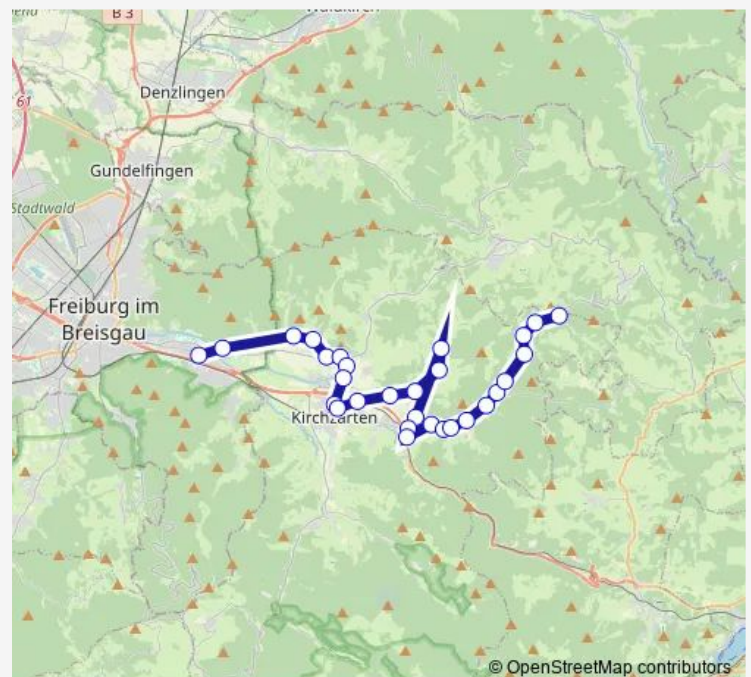 B 3
Denzlingen
61
Gundelfingen
Stadtwald
Freiburg im
Breisgau
Kirchzarten
© OpenStreetMap contributors